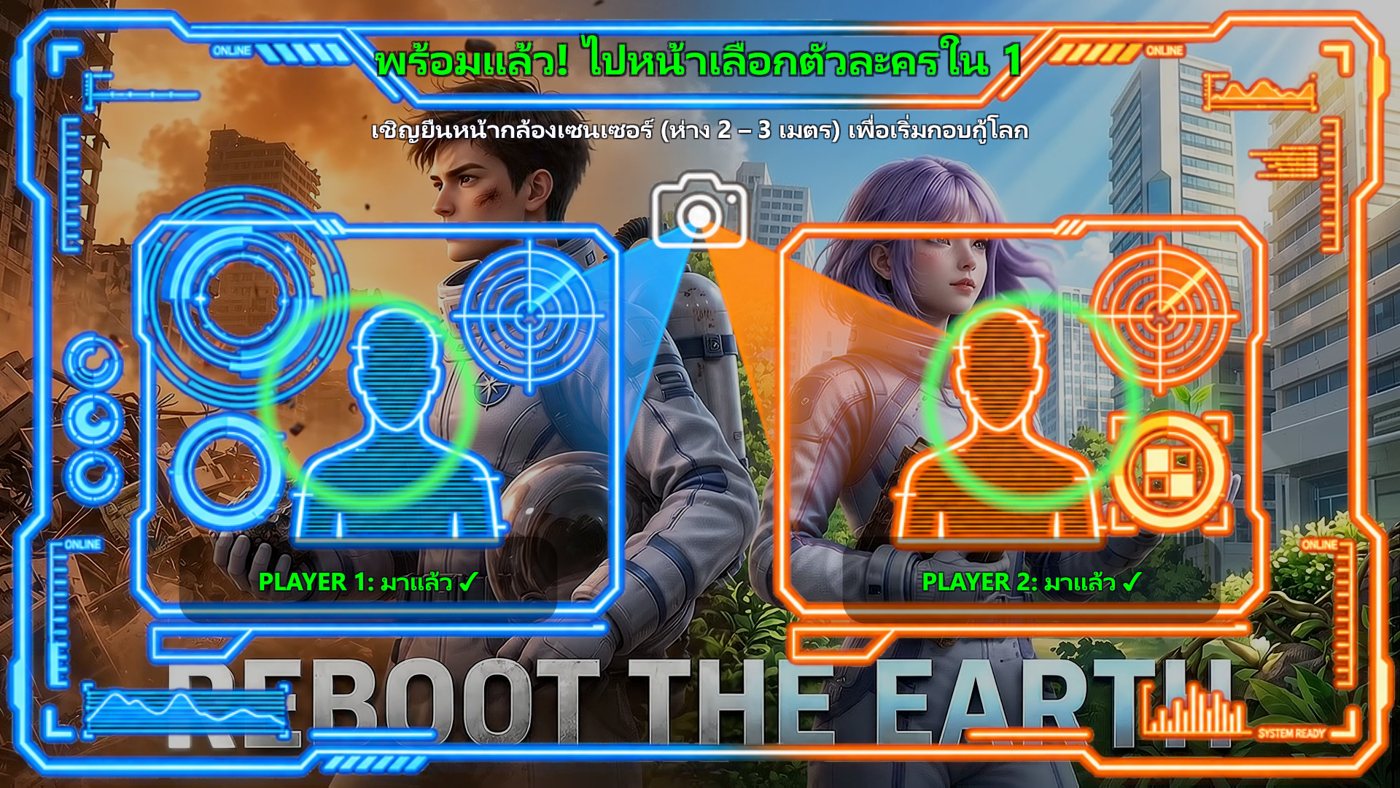 ONLINE
ONLINE
พร้อมแล้ว! ไปหน้าเลือกตัวละครใน 1
เชิญยืนหน้ากล้องเซนเซอร์ (ห่าง 2 – 3 เมตร) เพื่อเริ่มกอบกู้โลก
ONLINE
ONLINE
PLAYER 1: มาแล้ว ✓
PLAYER 2: มาแล้ว ✓
REBOOT THE EARTH
SYSTEM READY